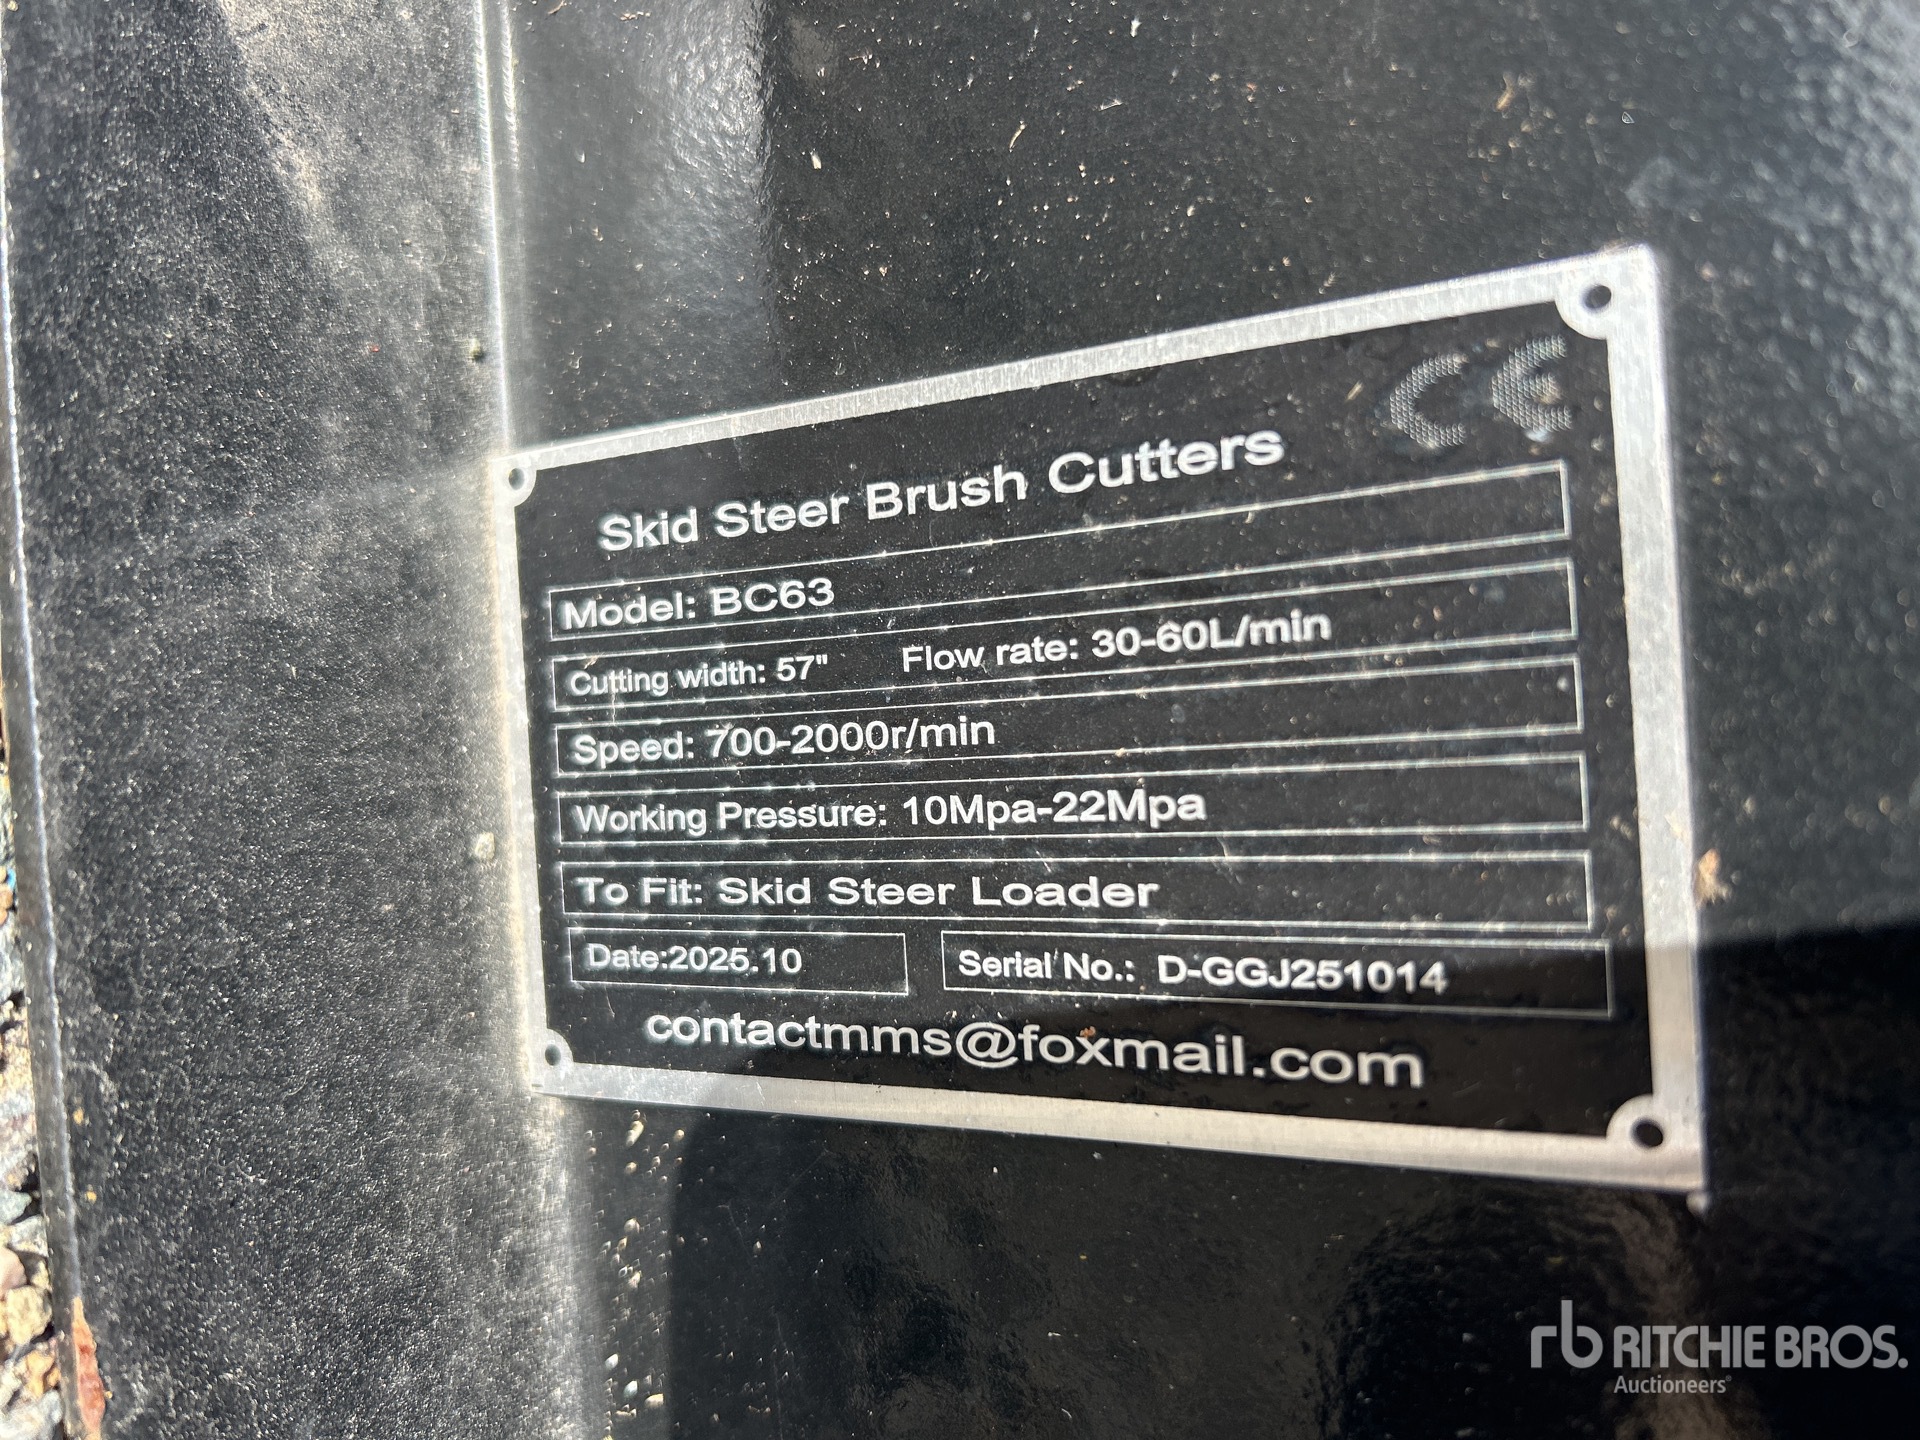 CE
Skid Steer Brush Cutters
Model: BC63
Cutting width: 57" Flow rate: 30-60L/min
Speed: 700-2000r/min
Working Pressure: 10Mpa-22Mpa
To Fit: Skid Steer Loader
Date:2025.10 Serial No.: D-GGJ251014
contactmms@foxmail.com
rb RITCHIE BROS.
Auctioneers